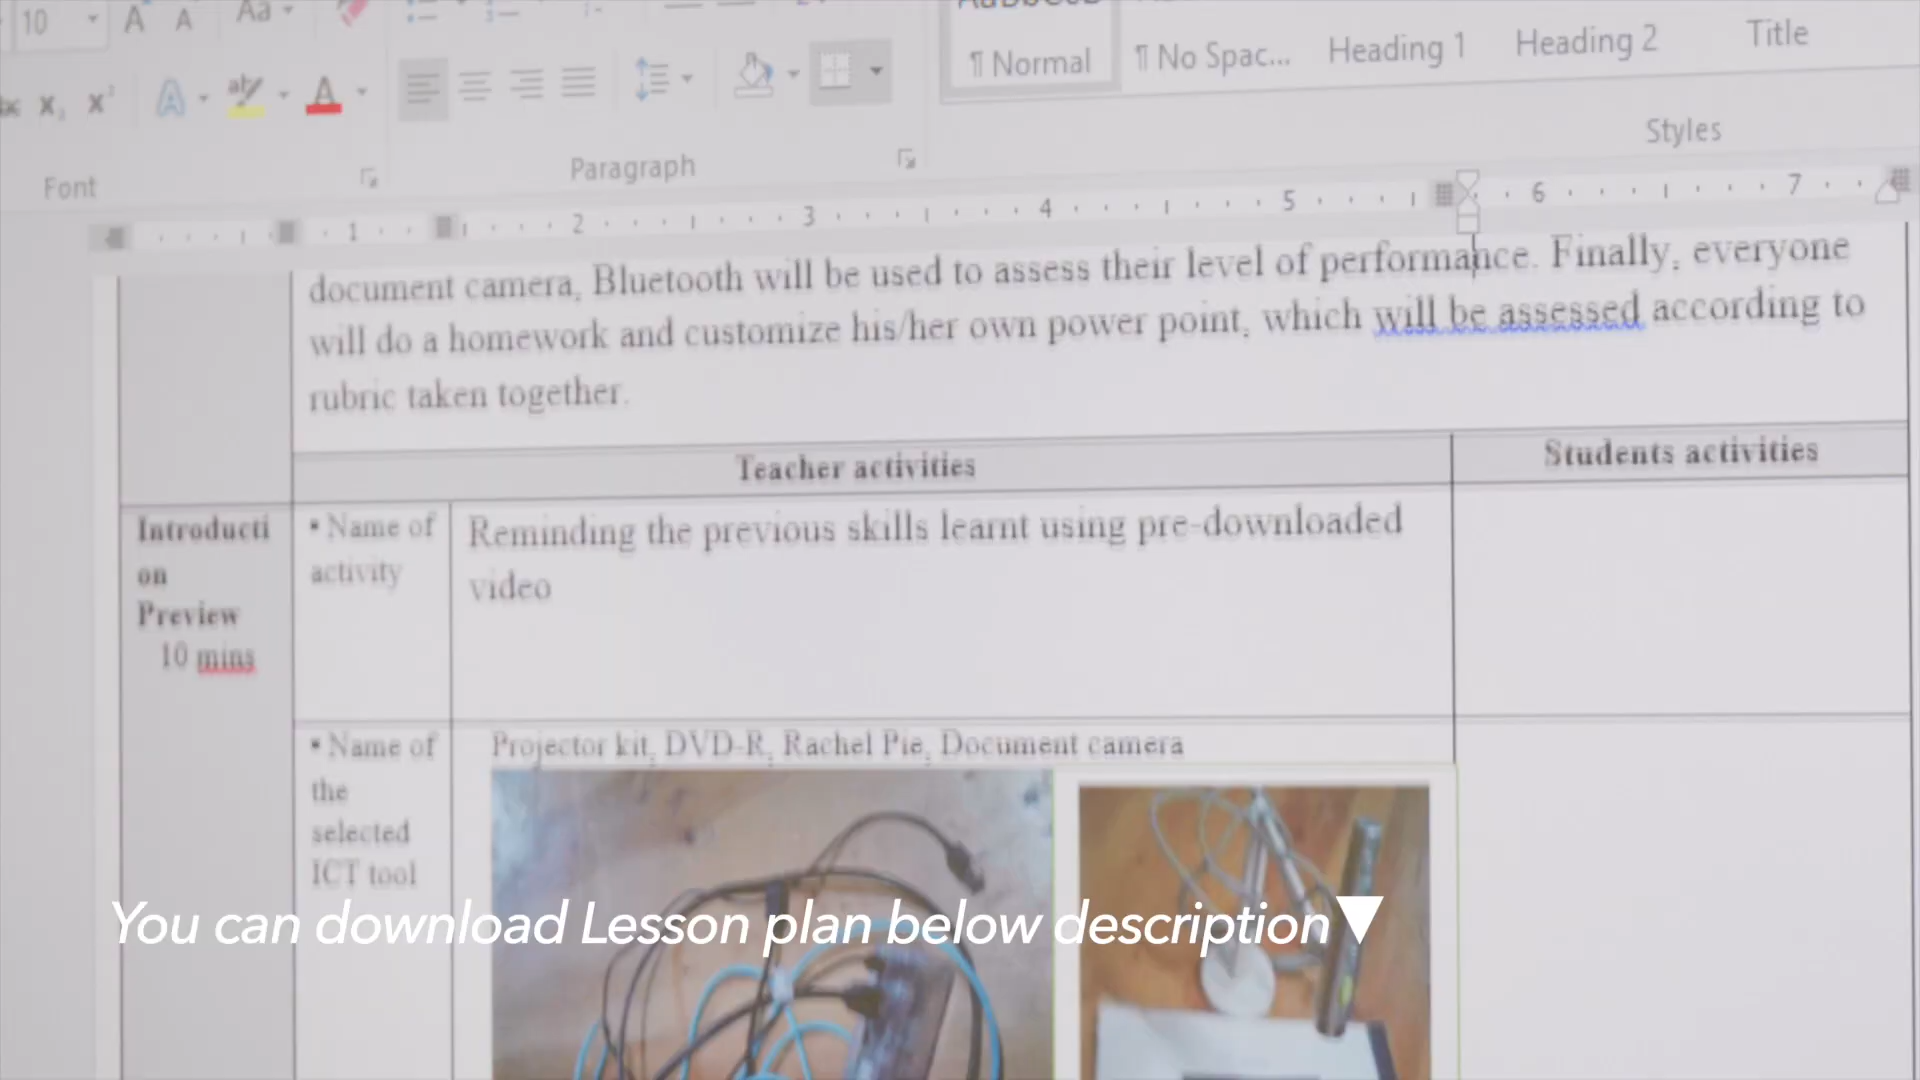 10
Aa
¶ Normal
¶ No Spac...
Heading 1
Heading 2
Title
Font
Paragraph
Styles
1 2 3 4 5 6 7
document camera, Bluetooth will be used to assess their level of performance. Finally, everyone
will do a homework and customize his/her own power point, which will be assessed according to
rubric taken together.
Teacher activities
Students activities
Introducti
on
Preview
10 mins
▪ Name of
activity
Reminding the previous skills learnt using pre-downloaded
video
▪ Name of
the
selected
ICT tool
Projector kit, DVD-R, Rachel Pie, Document camera
You can download Lesson plan below description▼